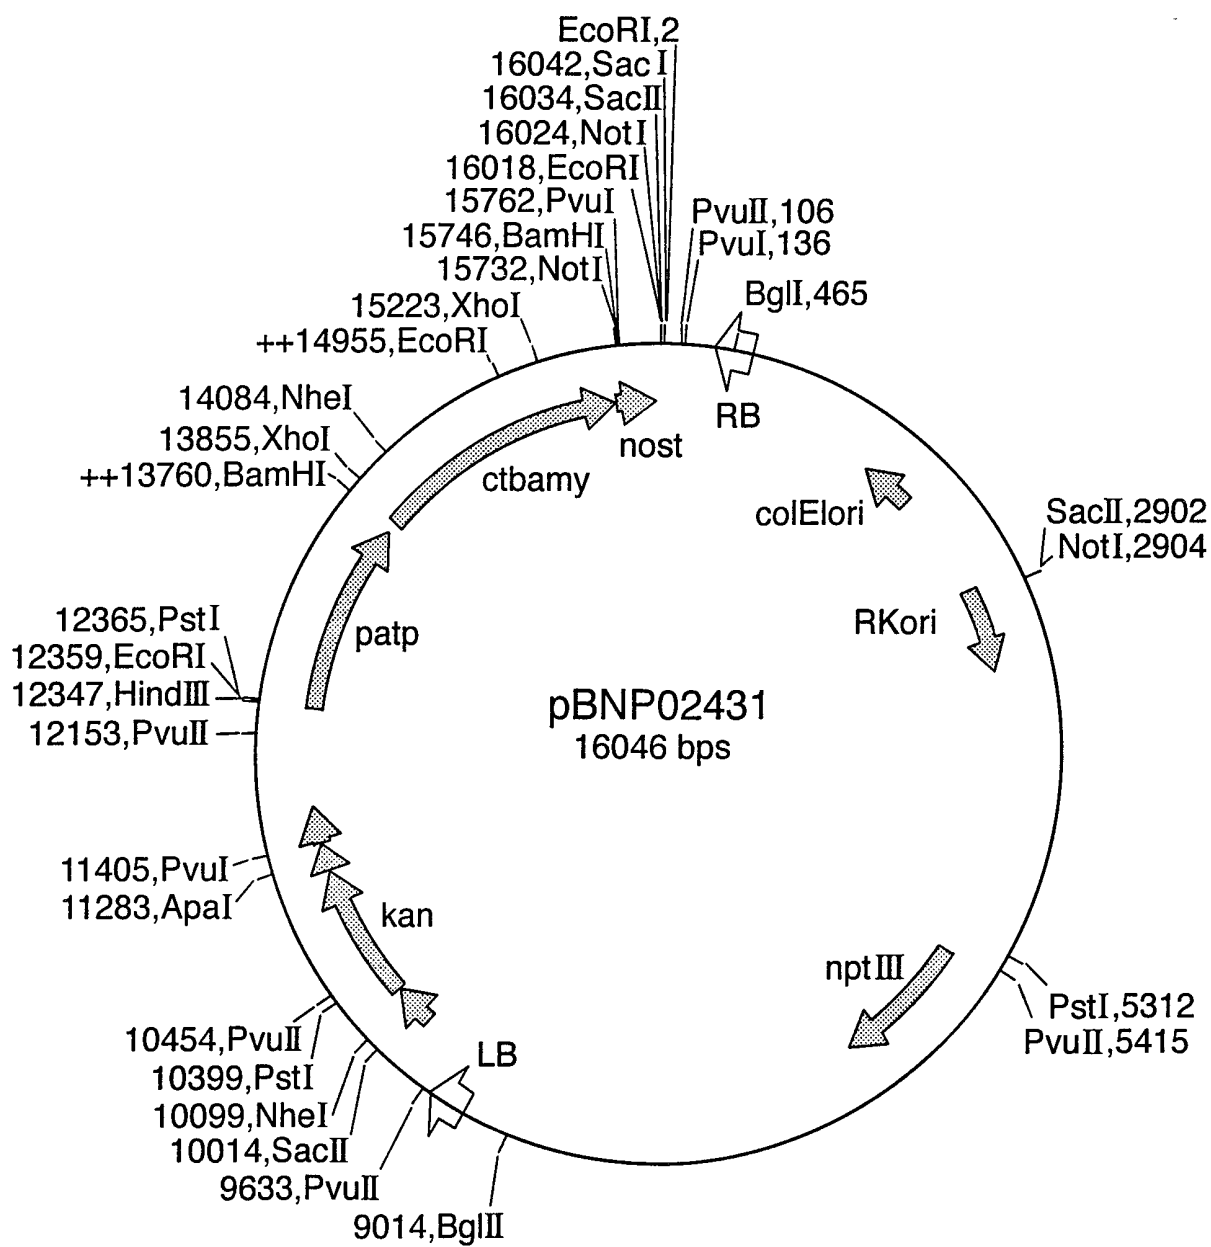 EcoRI,2
16042,SacI
16034,SacII
16024,NotI
16018,EcoRI
15762,PvuI
15746,BamHI
15732,NotI
15223,XhoI
++14955,EcoRI
14084,NheI
13855,XhoI
++13760,BamHI
PvuII,106
PvuI,136
BglI,465
RB
nost
ctbamy
colElori
SacII,2902
NotI,2904
RKori
patp
12365,PstI
12359,EcoRI
12347,HindIII
12153,PvuII
pBNP02431
16046 bps
11405,PvuI
11283,ApaI
kan
nptIII
PstI,5312
PvuII,5415
LB
10454,PvuII
10399,PstI
10099,NheI
10014,SacII
9633,PvuII
9014,BglII